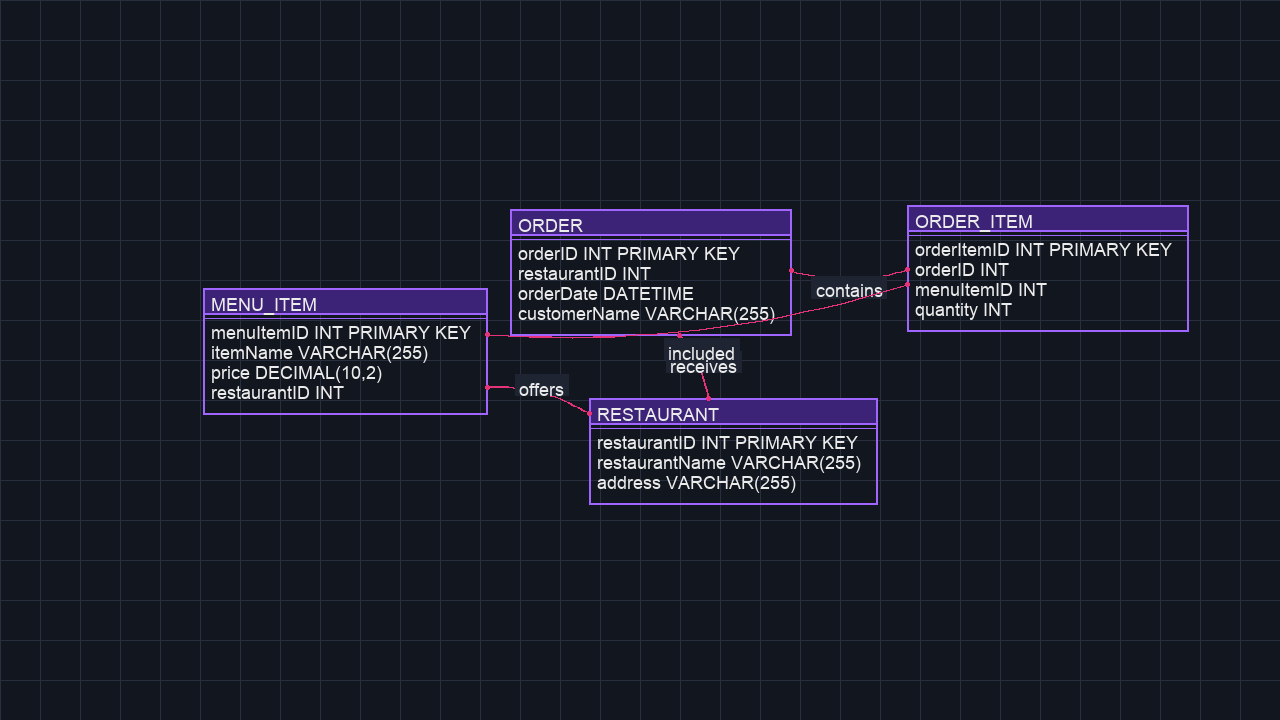 ORDER
orderID INT PRIMARY KEY
restaurantID INT
orderDate DATETIME
customerName VARCHAR(255)
ORDER_ITEM
orderItemID INT PRIMARY KEY
orderID INT
menuItemID INT
quantity INT
contains
MENU_ITEM
menuItemID INT PRIMARY KEY
itemName VARCHAR(255)
price DECIMAL(10,2)
restaurantID INT
included
receives
offers
RESTAURANT
restaurantID INT PRIMARY KEY
restaurantName VARCHAR(255)
address VARCHAR(255)